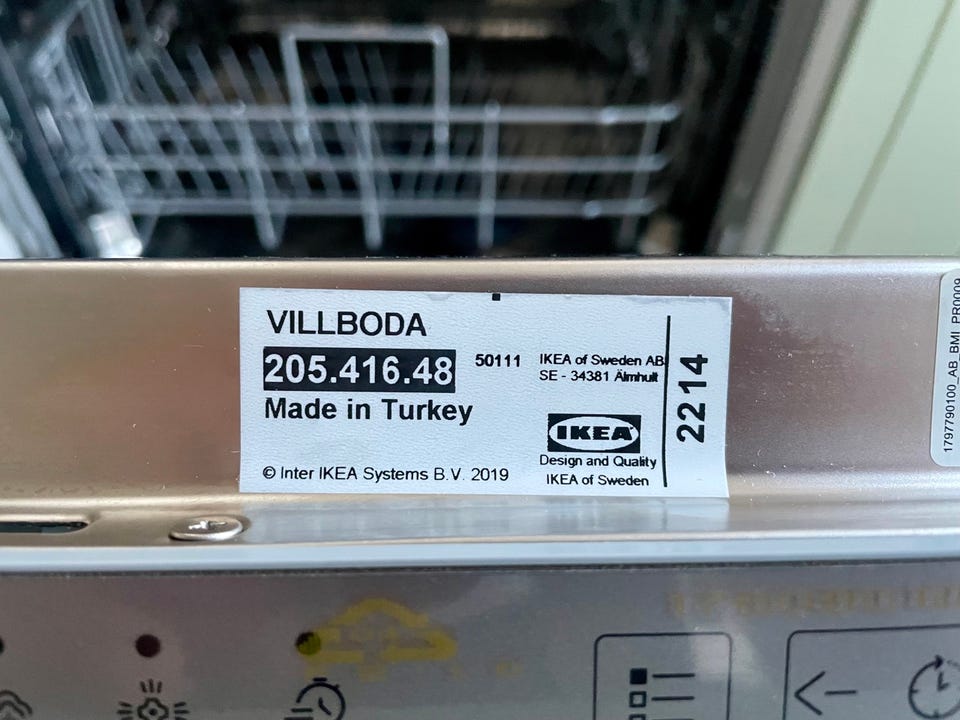 VILLBODA
205.416.48
50111
IKEA of Sweden AB
SE - 34381 Älmhult
Made in Turkey
IKEA
Design and Quality
IKEA of Sweden
© Inter IKEA Systems B.V. 2019
2214
1797790100_AB_BMI_PR0009